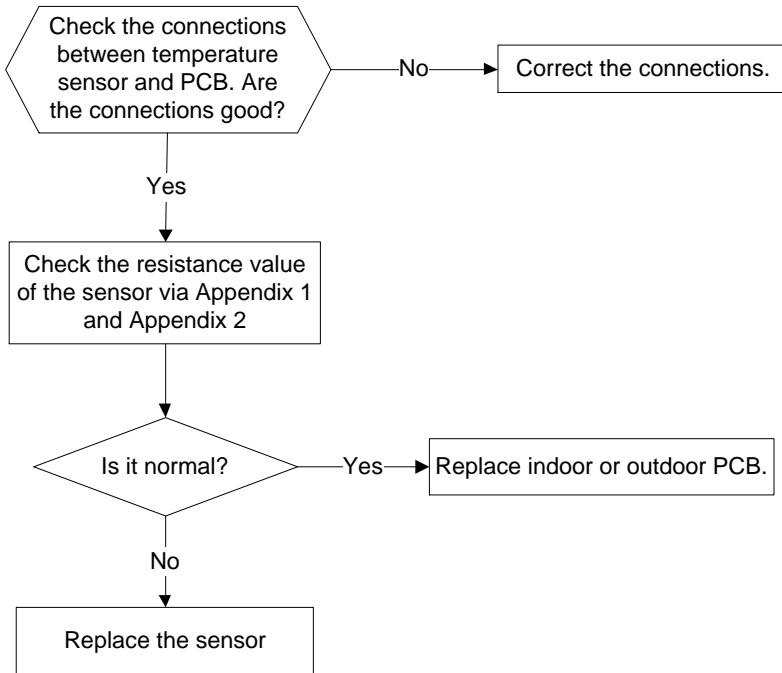 Check the connections
between temperature
sensor and PCB. Are
the connections good?
No
Correct the connections.
Yes
Check the resistance value
of the sensor via Appendix 1
and Appendix 2
Is it normal?
Yes
Replace indoor or outdoor PCB.
No
Replace the sensor